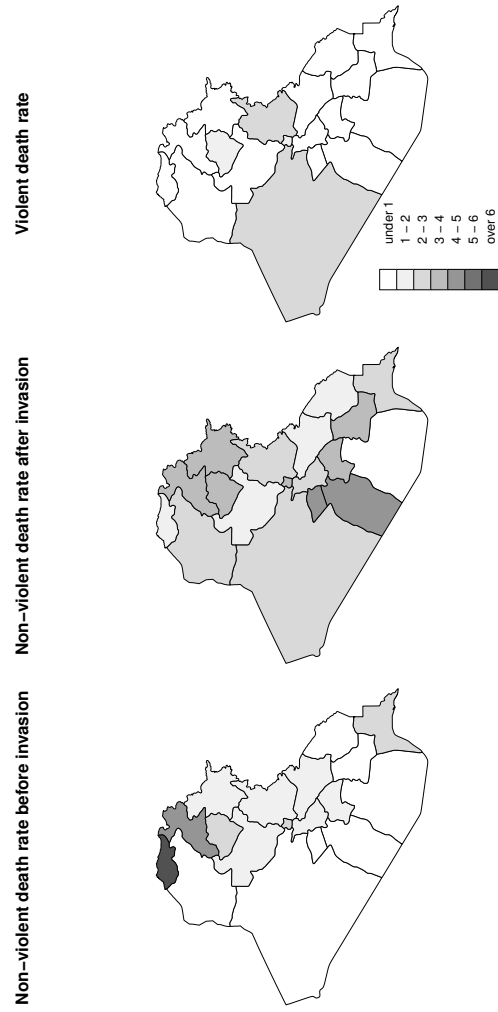 Non−violent death rate before invasion
Non−violent death rate after invasion
Violent death rate
under 1
1 − 2
2 − 3
3 − 4
4 − 5
5 − 6
over 6